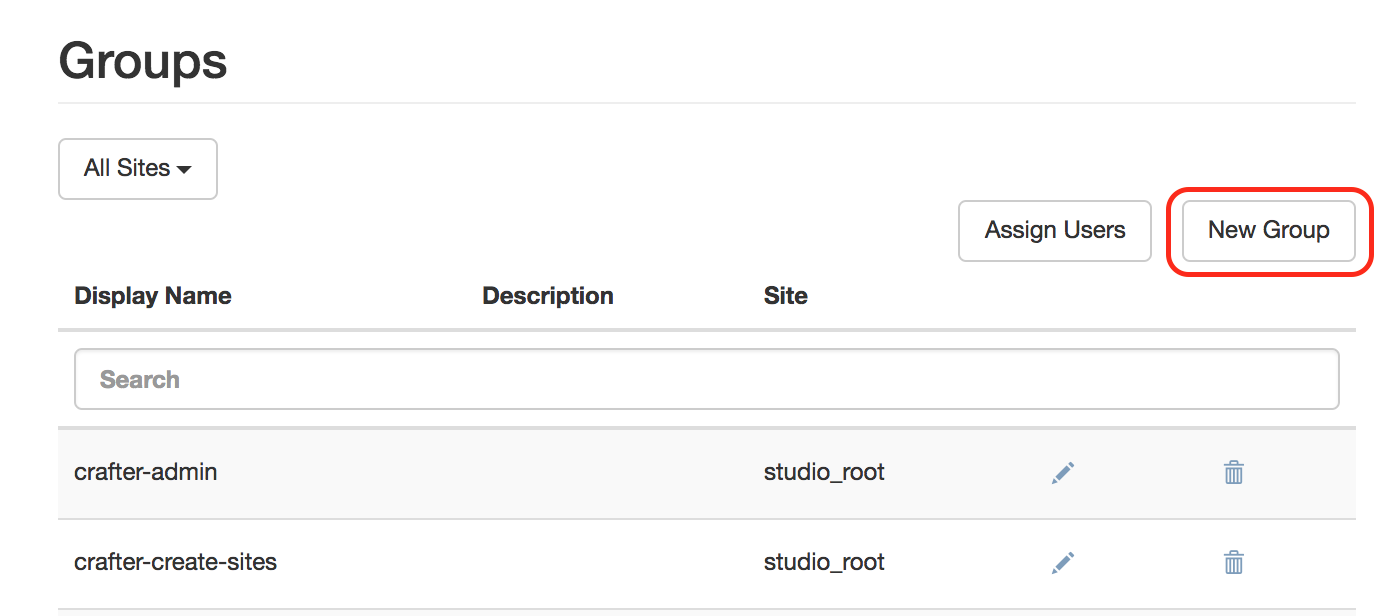 Groups
All Sites
Assign Users New Group
Display Name Description Site
Search
crafter-admin studio_root
crafter-create-sites studio_root